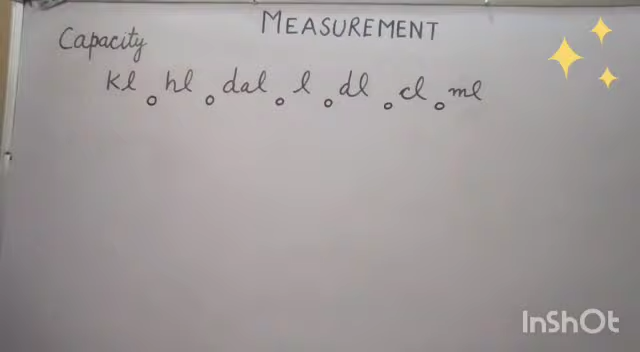 MEASUREMENT
Capacity
kl o hl o dal o l o dl o cl o ml
InShOt